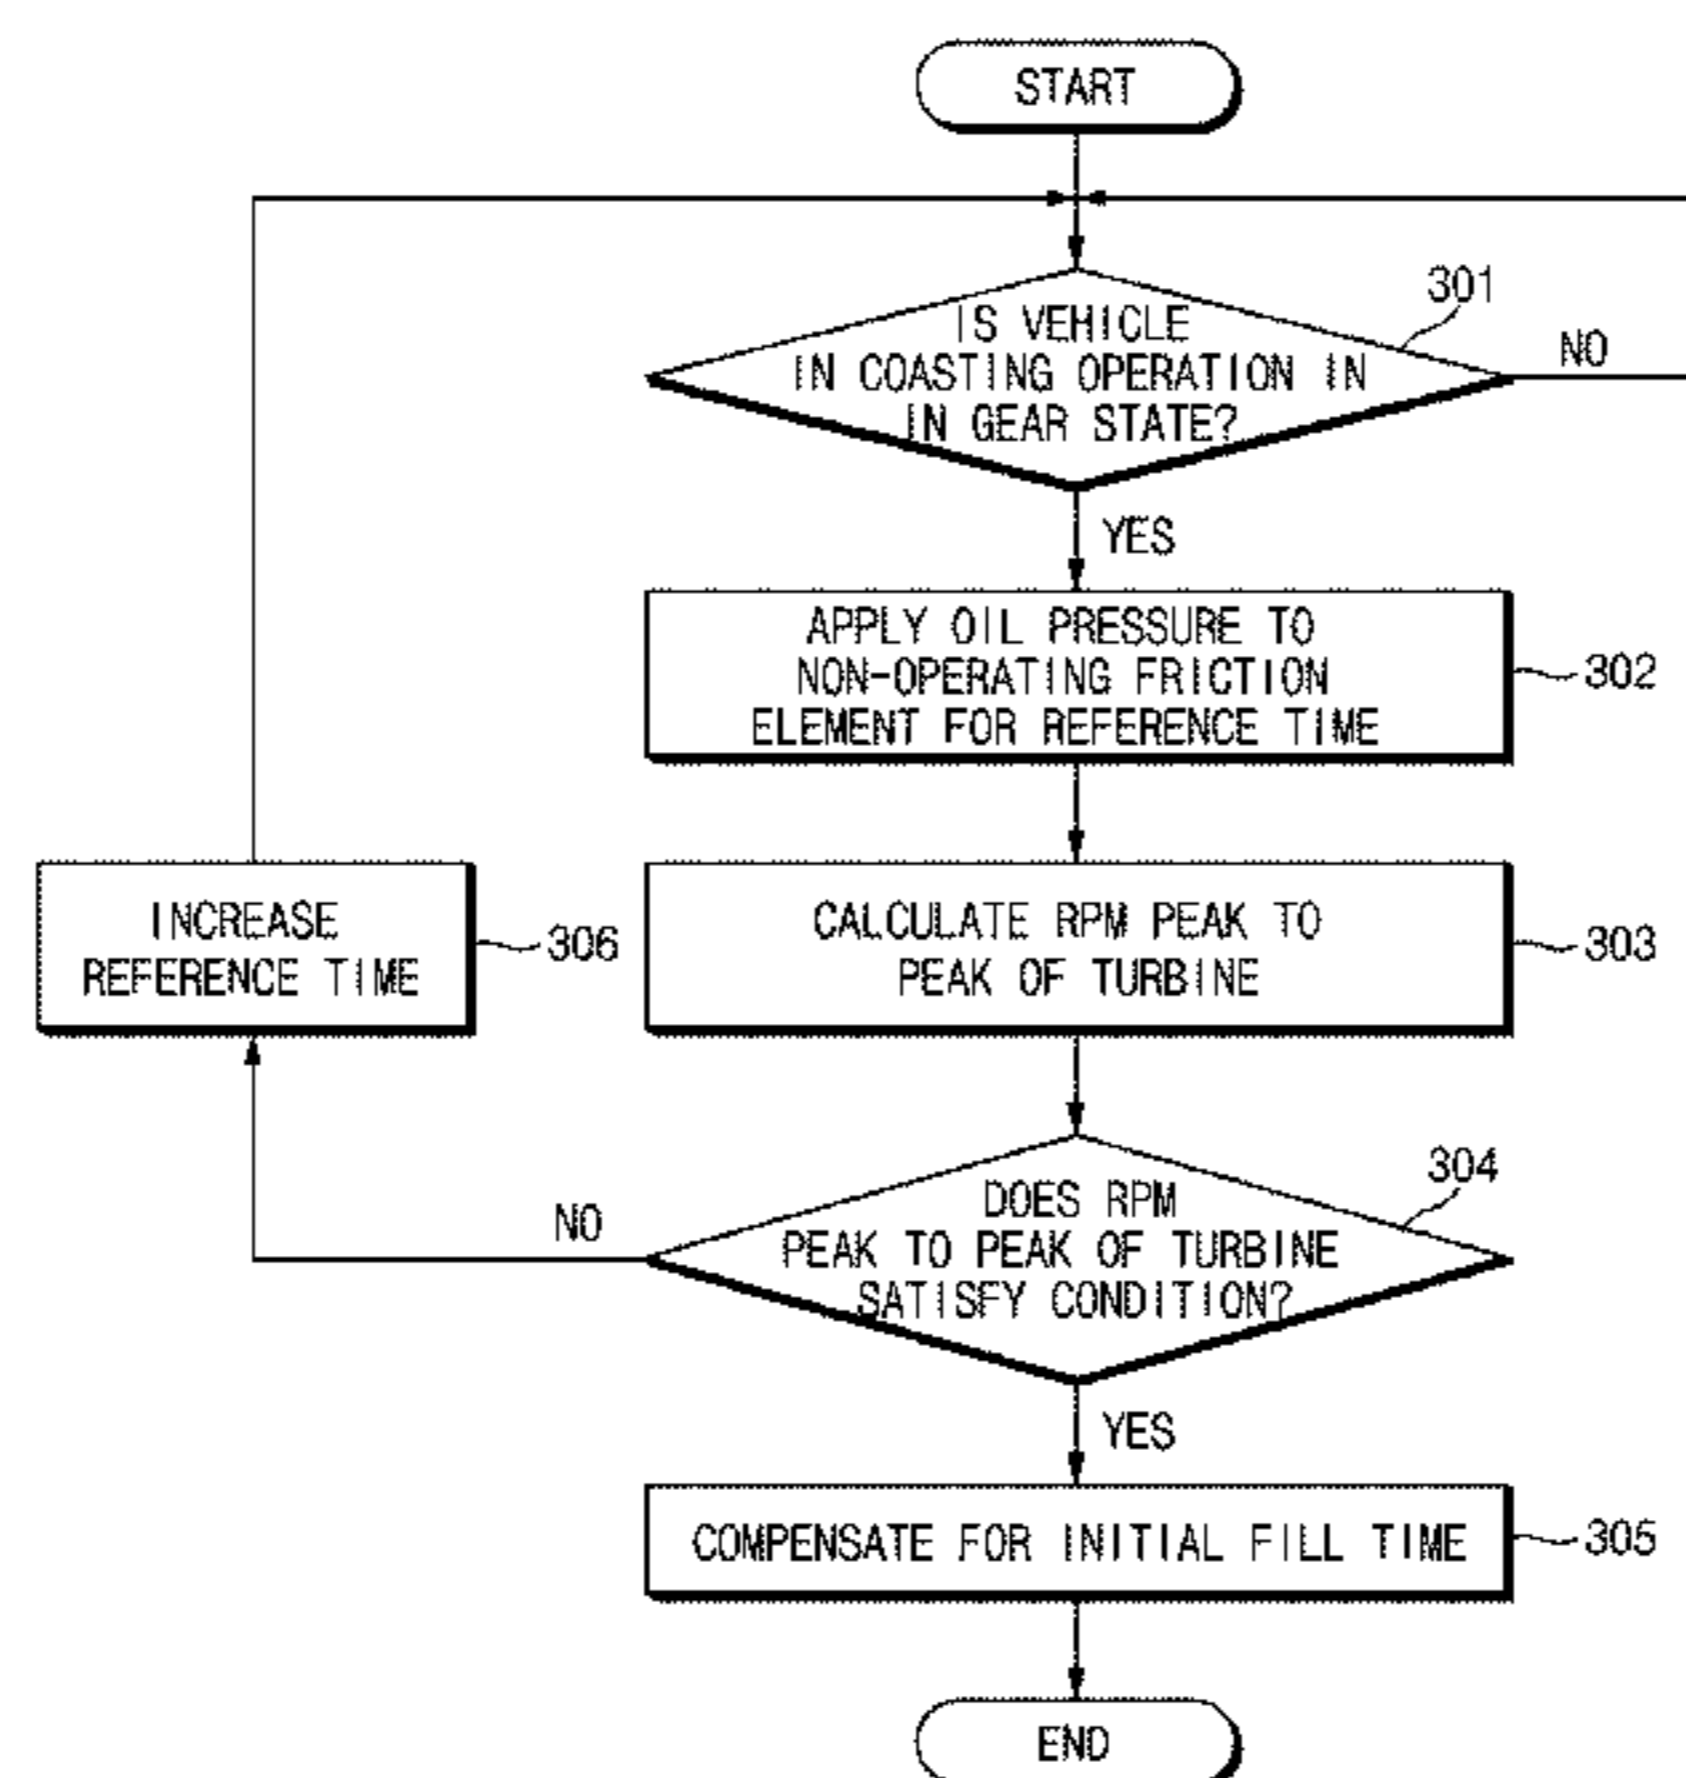 START
301
IS VEHICLE
IN COASTING OPERATION IN
IN GEAR STATE?
NO
YES
APPLY OIL PRESSURE TO
NON-OPERATING FRICTION
ELEMENT FOR REFERENCE TIME
302
INCREASE
REFERENCE TIME
306
CALCULATE RPM PEAK TO
PEAK OF TURBINE
303
304
DOES RPM
PEAK TO PEAK OF TURBINE
SATISFY CONDITION?
NO
YES
COMPENSATE FOR INITIAL FILL TIME
305
END